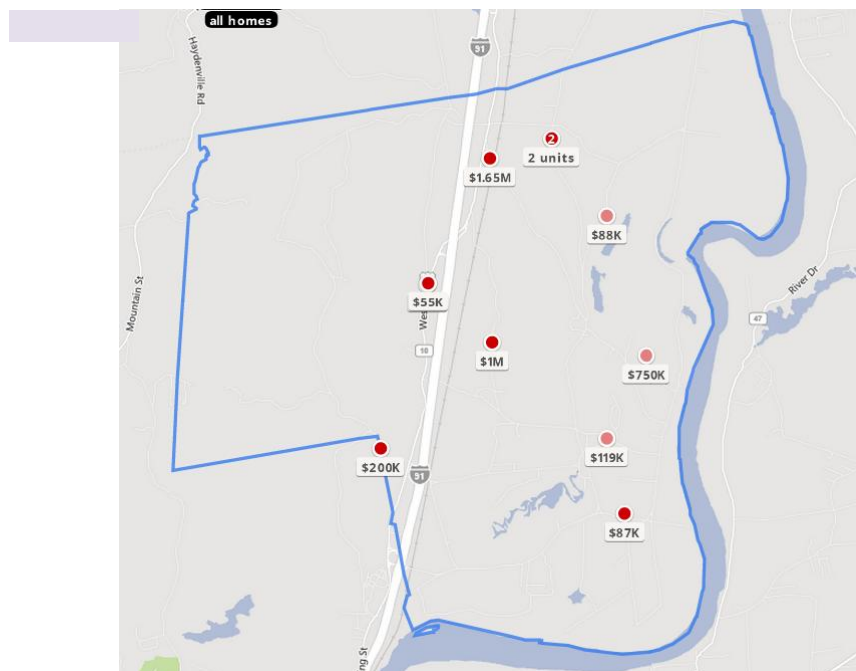 all homes
91
Haydenville Rd
2
2 units
$1.65M
$88K
River Dr
$55K
Mountain St
47
Wes
10
$1M
$750K
$119K
$200K
91
$87K
ng St